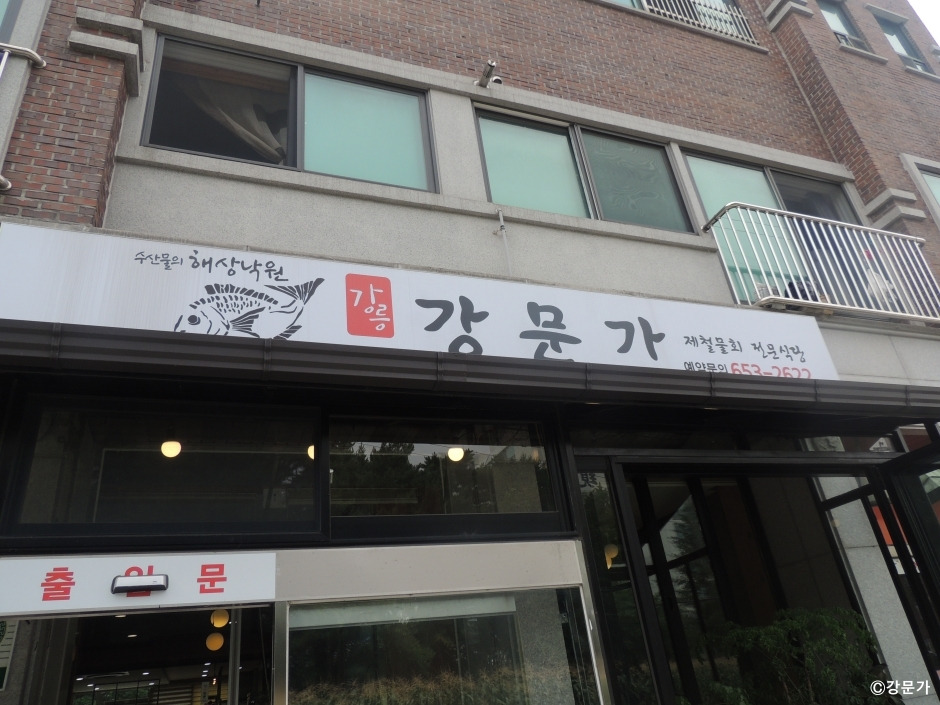 수산물의 해상낙원
강릉
강문가
제철물회 전문식당
예약문의 653-2622
출입문
©강문가